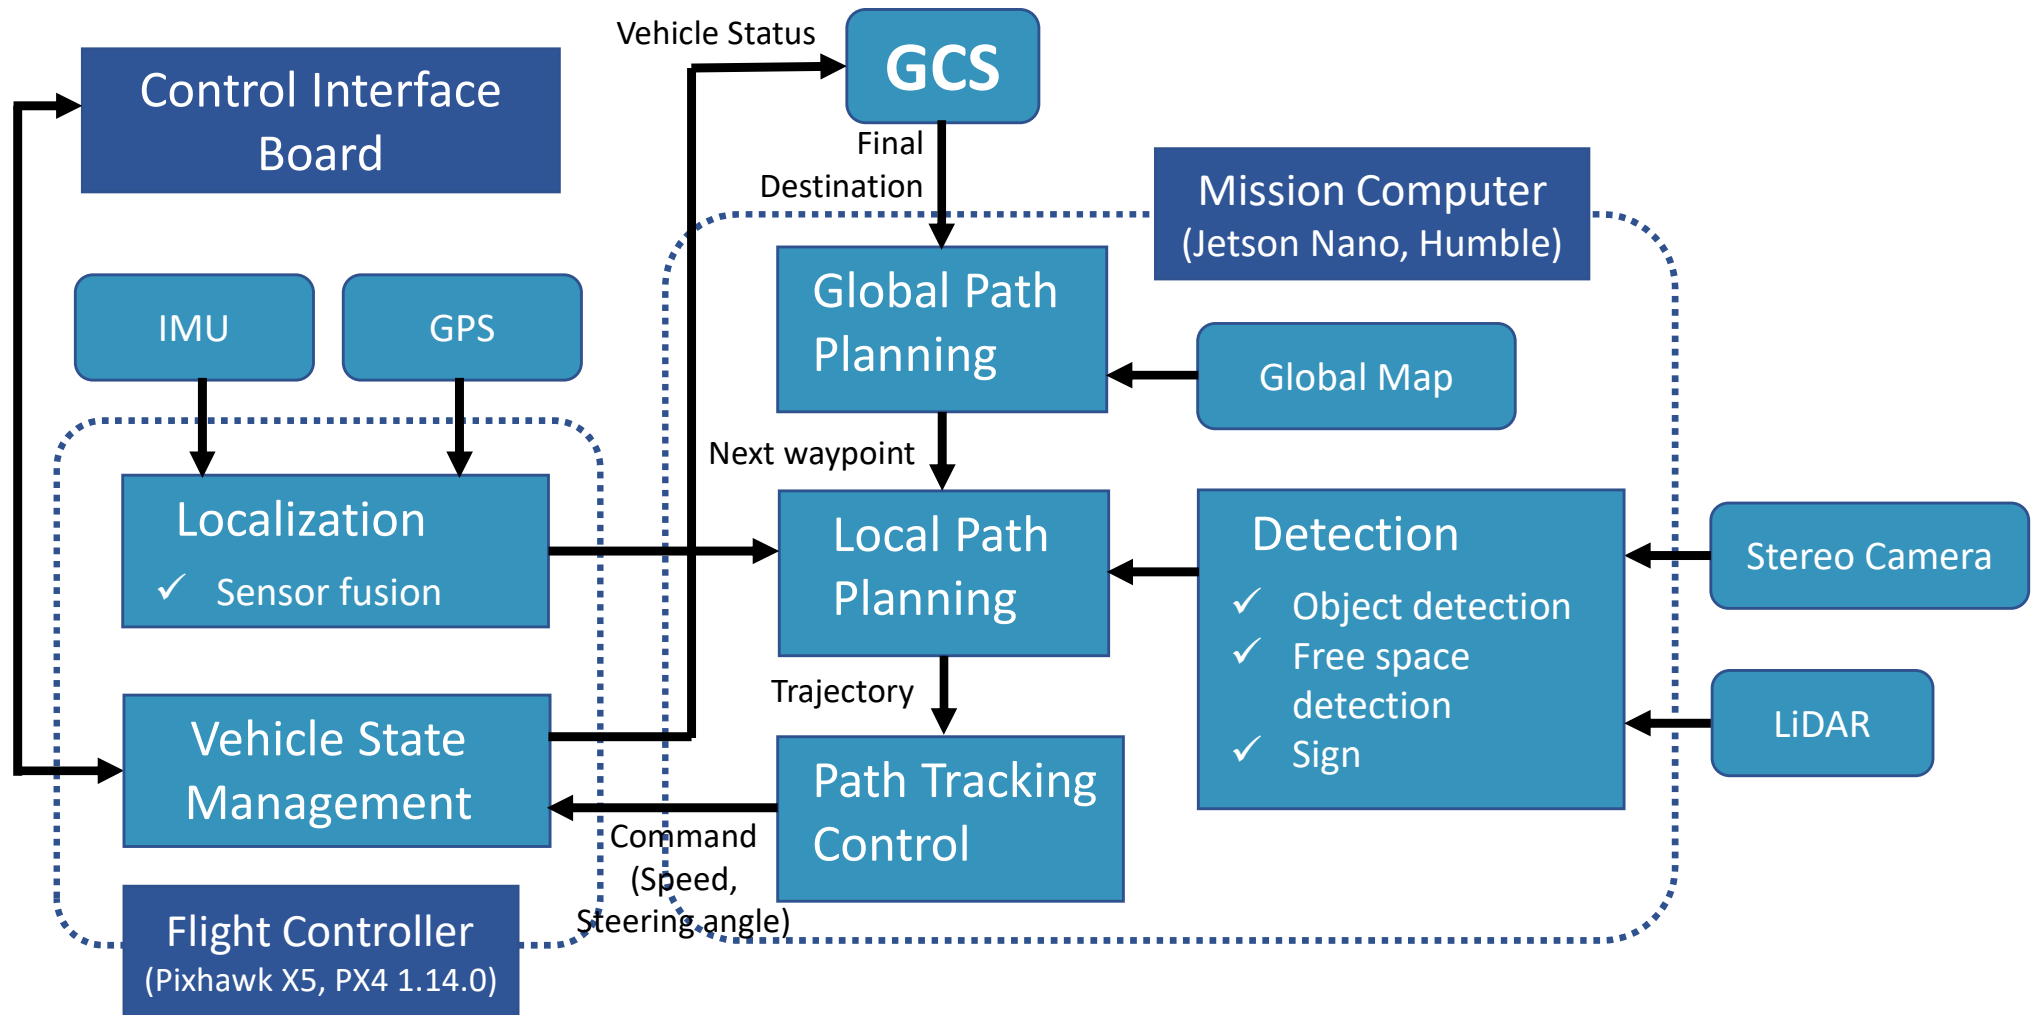 Vehicle Status
GCS
Control Interface
Board
Final
Destination
Mission Computer
(Jetson Nano, Humble)
IMU
GPS
Global Path
Planning
Global Map
Next waypoint
Localization
✓ Sensor fusion
Local Path
Planning
Detection
✓ Object detection
✓ Free space
detection
✓ Sign
Stereo Camera
LiDAR
Trajectory
Vehicle State
Management
Path Tracking
Control
Command
(Speed,
Steering angle)
Flight Controller
(Pixhawk X5, PX4 1.14.0)